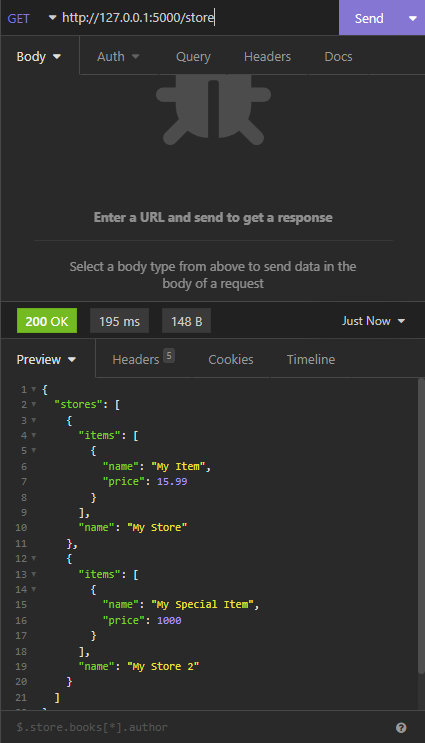 GET http://127.0.0.1:5000/store Send
Body Auth Query Headers Docs
Enter a URL and send to get a response
Select a body type from above to send data in the
body of a request
200 OK 195 ms 148 B Just Now
Preview Headers 5 Cookies Timeline
1 {
2 "stores": [
3 {
4 "items": [
5 {
6 "name": "My Item",
7 "price": 15.99
8 }
9 ],
10 "name": "My Store"
11 },
12 {
13 "items": [
14 {
15 "name": "My Special Item",
16 "price": 1000
17 }
18 ],
19 "name": "My Store 2"
20 }
21 ]
$.store.books[*].author